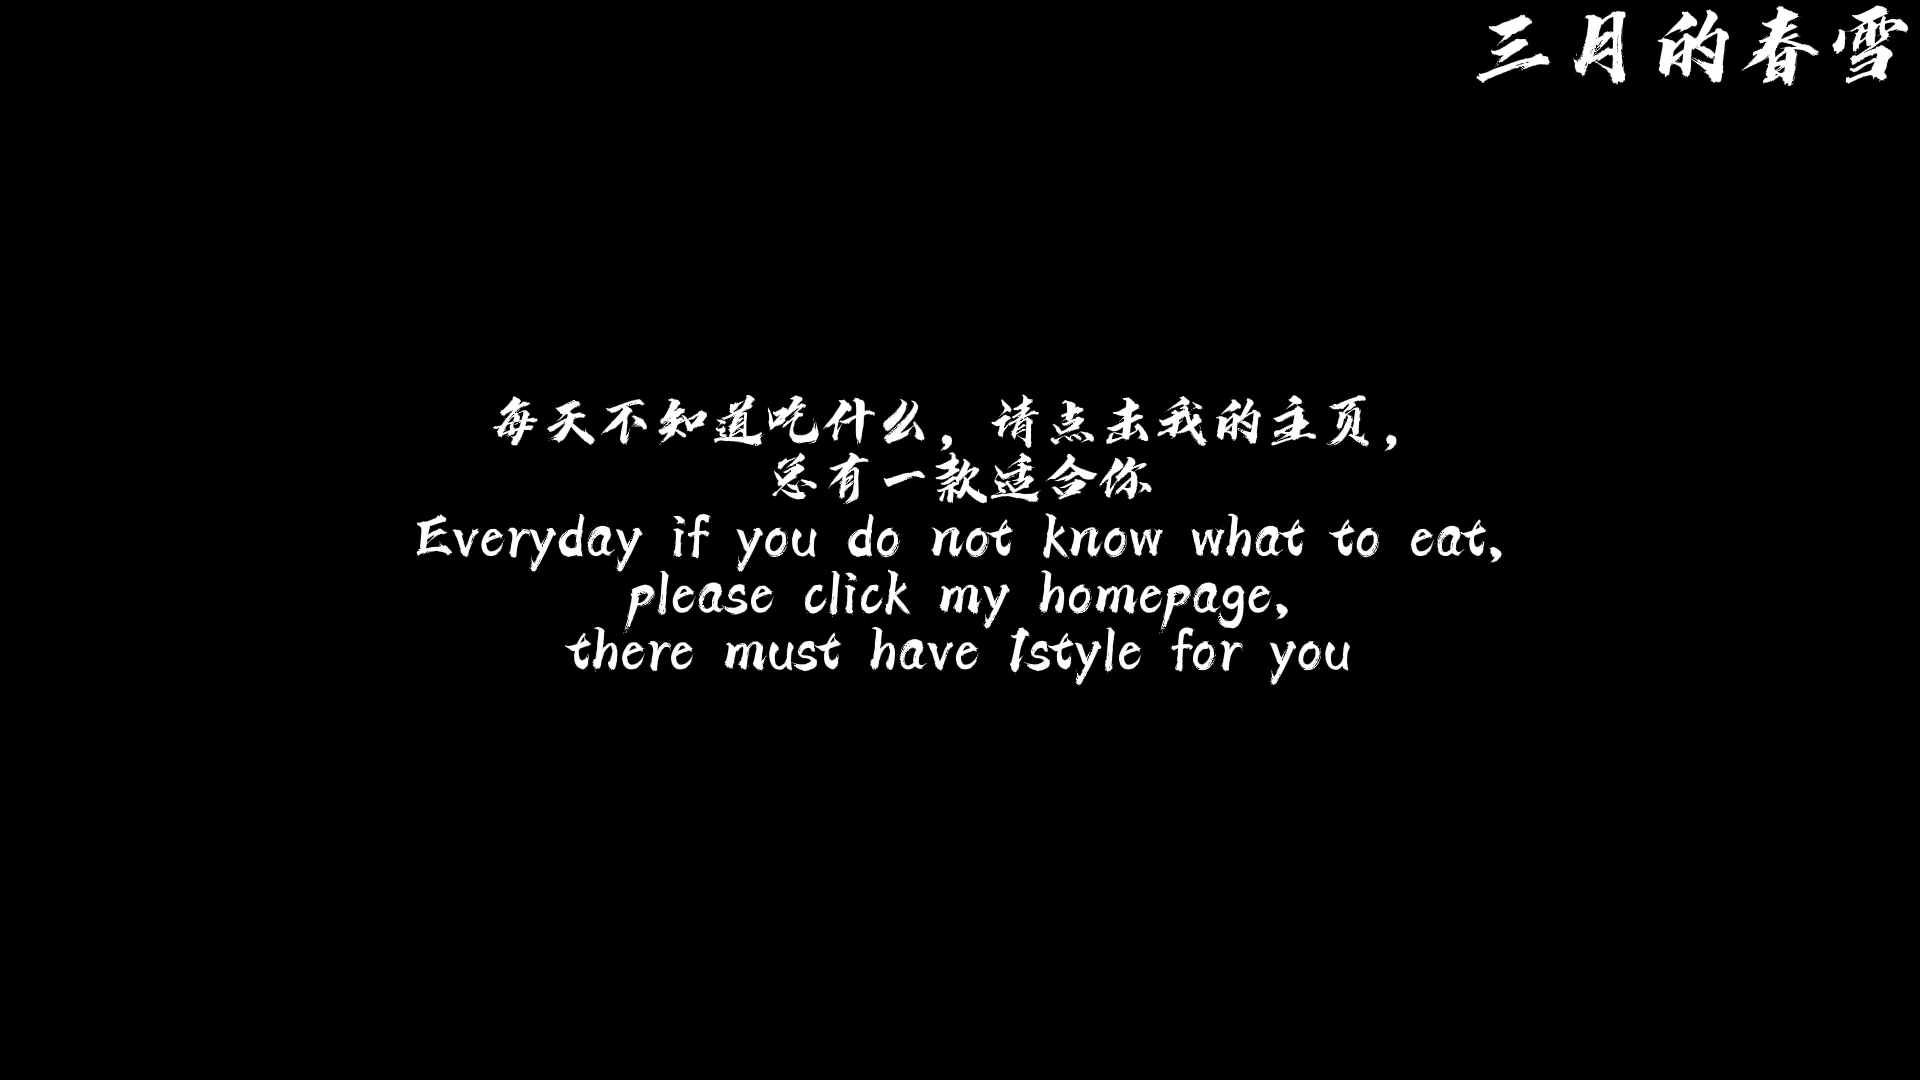 三月的春雪
每天不知道吃什么，请点击我的主页，
总有一款适合你
Everyday if you do not know what to eat,
please click my homepage,
there must have 1style for you